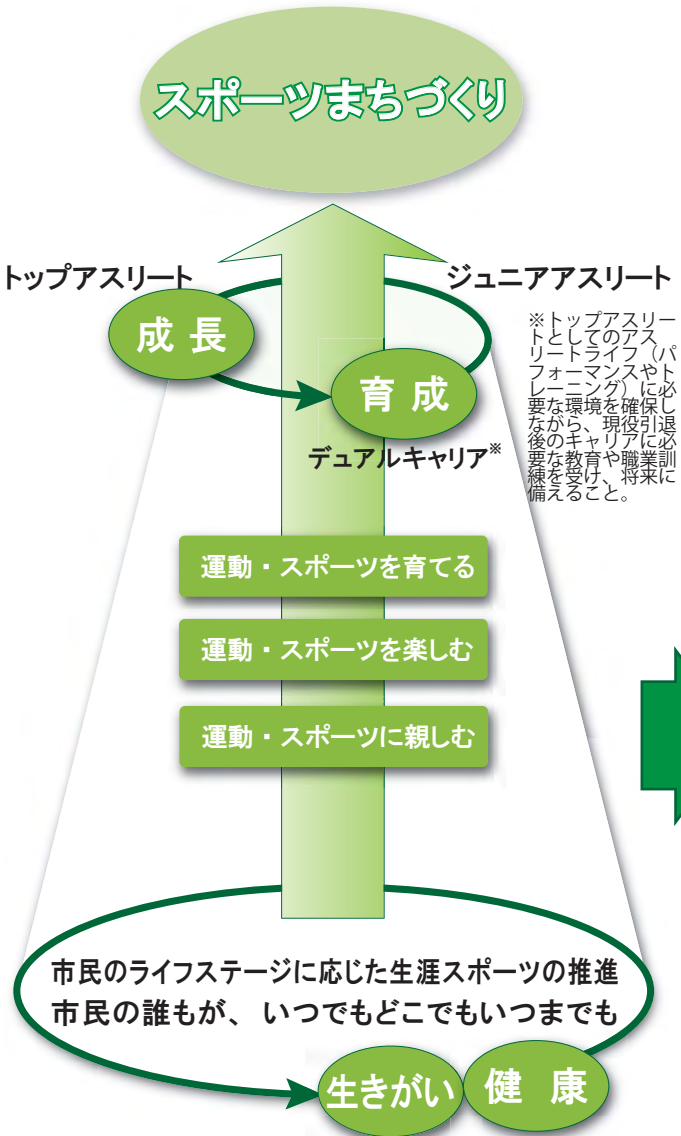 スポーツまちづくり
トップアスリート
ジュニアアスリート
成長
育成
デュアルキャリア※
※トップアスリー
トとしてのアス
リートライフ（パ
フォーマンスやト
レーニング）に必
要な環境を確保し
ながら、現役引退
後のキャリアに必
要な教育や職業訓
練を受け、将来に
備えること。
運動・スポーツを育てる
運動・スポーツを楽しむ
運動・スポーツに親しむ
市民のライフステージに応じた生涯スポーツの推進
市民の誰もが、いつでもどこでもいつまでも
生きがい
健康